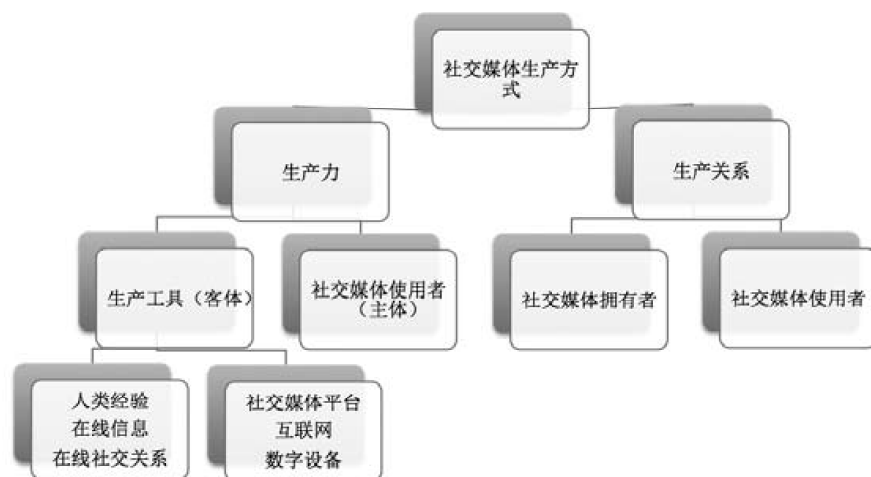 社交媒体生产方
式
生产力
生产关系
生产工具（客体）
社交媒体使用者
（主体）
社交媒体拥有者
社交媒体使用者
人类经验
在线信息
在线社交关系
社交媒体平台
互联网
数字设备